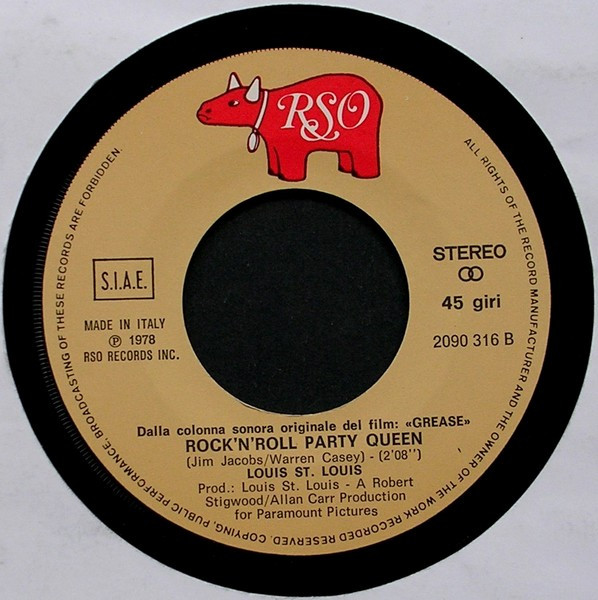 RSO
ALL RIGHTS OF THE RECORD MANUFACTURER AND THE OWNER OF THE WORK RECORDED RESERVED. COPYING, PUBLIC PERFORMANCE, BROADCASTING OF THESE RECORDS ARE FORBIDDEN.
S.I.A.E.
MADE IN ITALY
℗ 1978
RSO RECORDS INC.
STEREO
45 giri
2090 316 B
Dalla colonna sonora originale del film: «GREASE»
ROCK'N'ROLL PARTY QUEEN
(Jim Jacobs/Warren Casey) - (2'08")
LOUIS ST. LOUIS
Prod.: Louis St. Louis - A Robert
Stigwood/Allan Carr Production
for Paramount Pictures